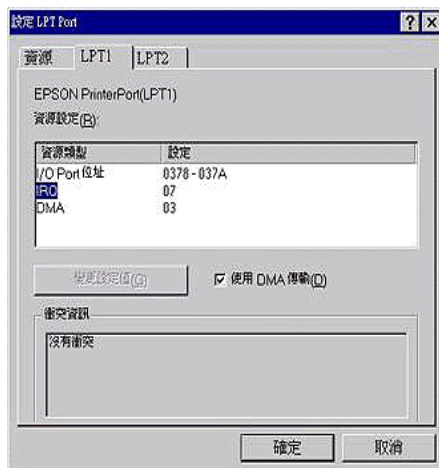 設定 LPT Port
資源 LPT1 LPT2
EPSON PrinterPort(LPT1)
資源設定(R):
資源類型 設定
I/O Port 位址 0378 - 037A
IRQ 07
DMA 03
變更設定值(G) 使用 DMA 傳輸(D)
衝突資訊
沒有衝突
確定 取消